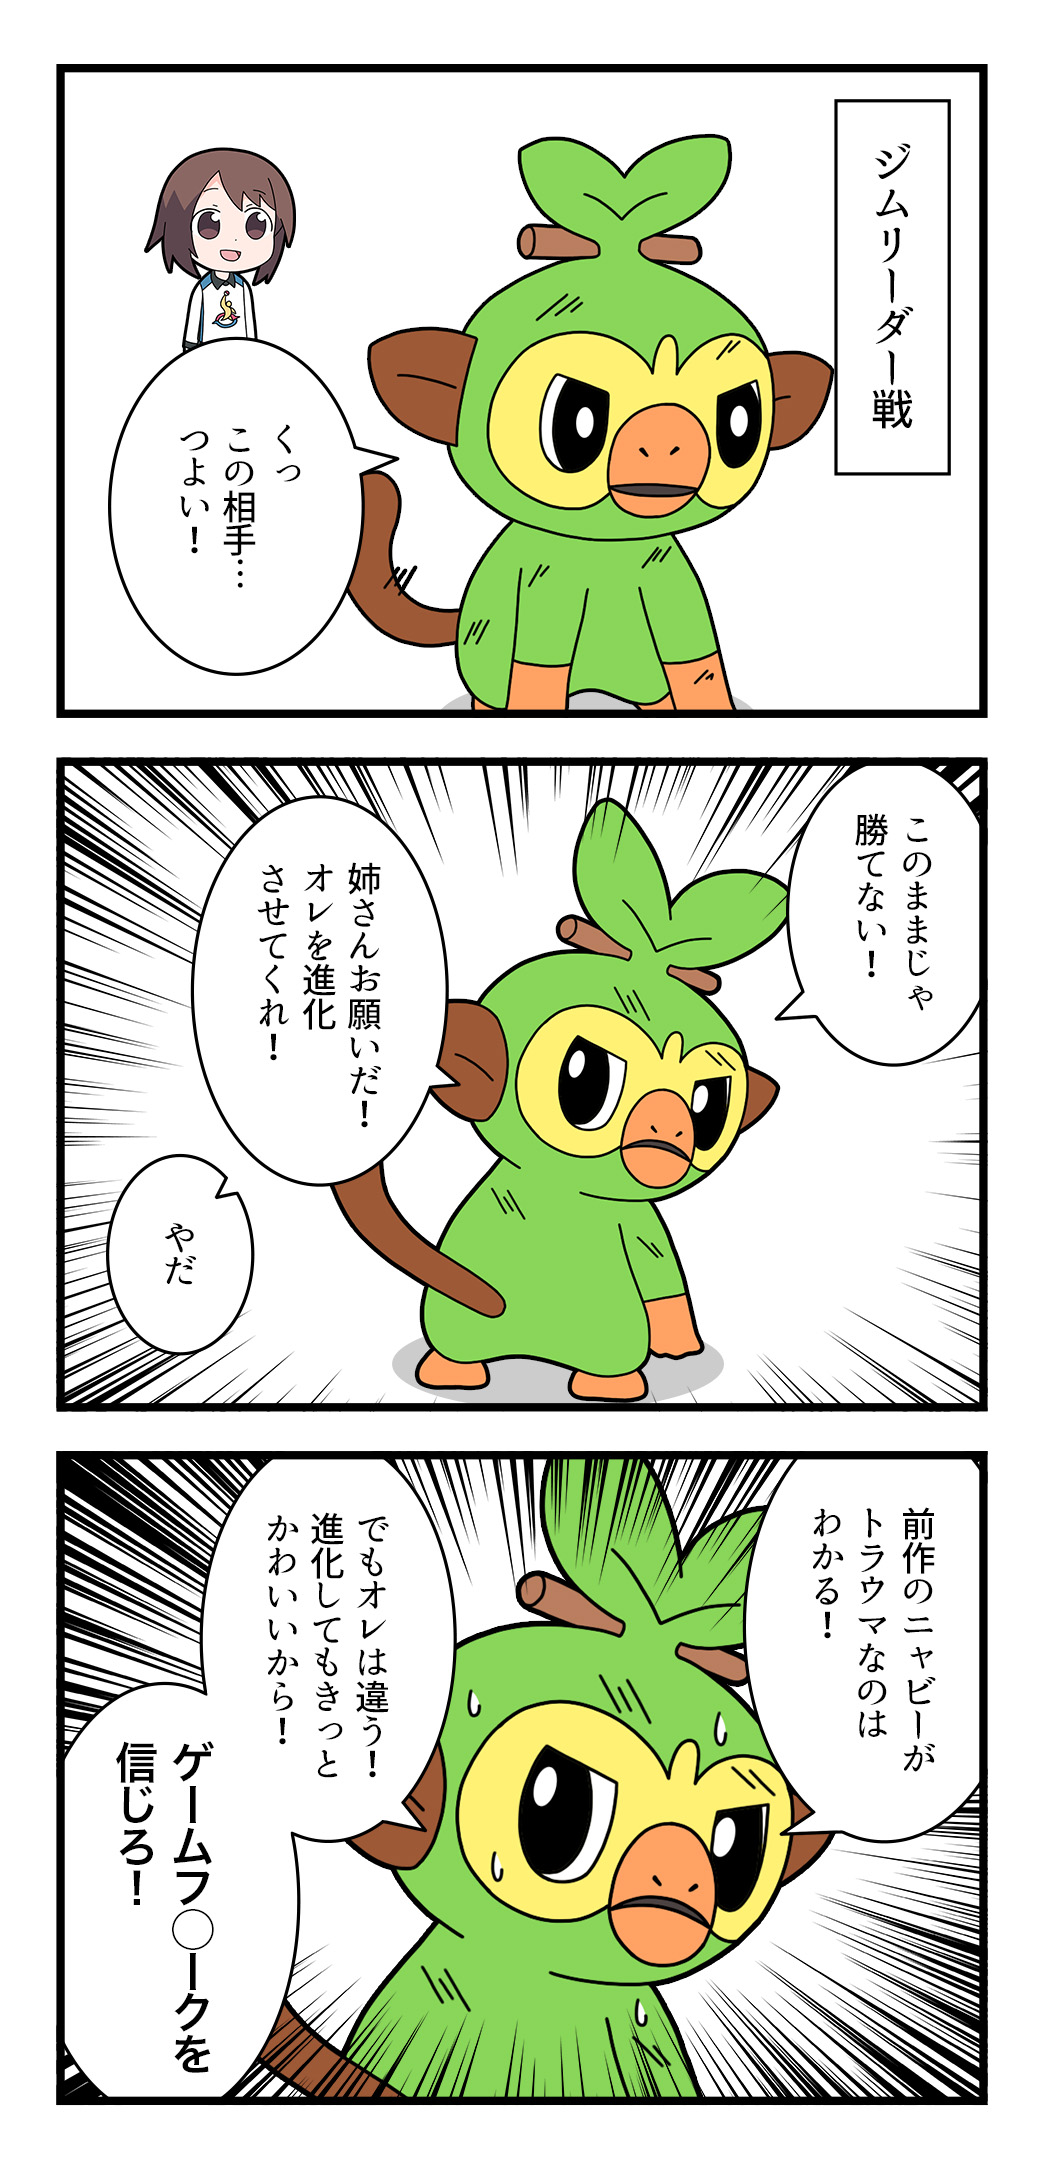 ジムリーダー戦
くっ
この相手…
つよい！
このままじゃ
勝てない！
姉さんお願いだ！
オレを進化
させてくれ！
やだ
前作のニャビーが
トラウマなのは
わかる！
でもオレは違う！
進化してもきっと
かわいいから！
ゲームフ〇ークを
信じろ！